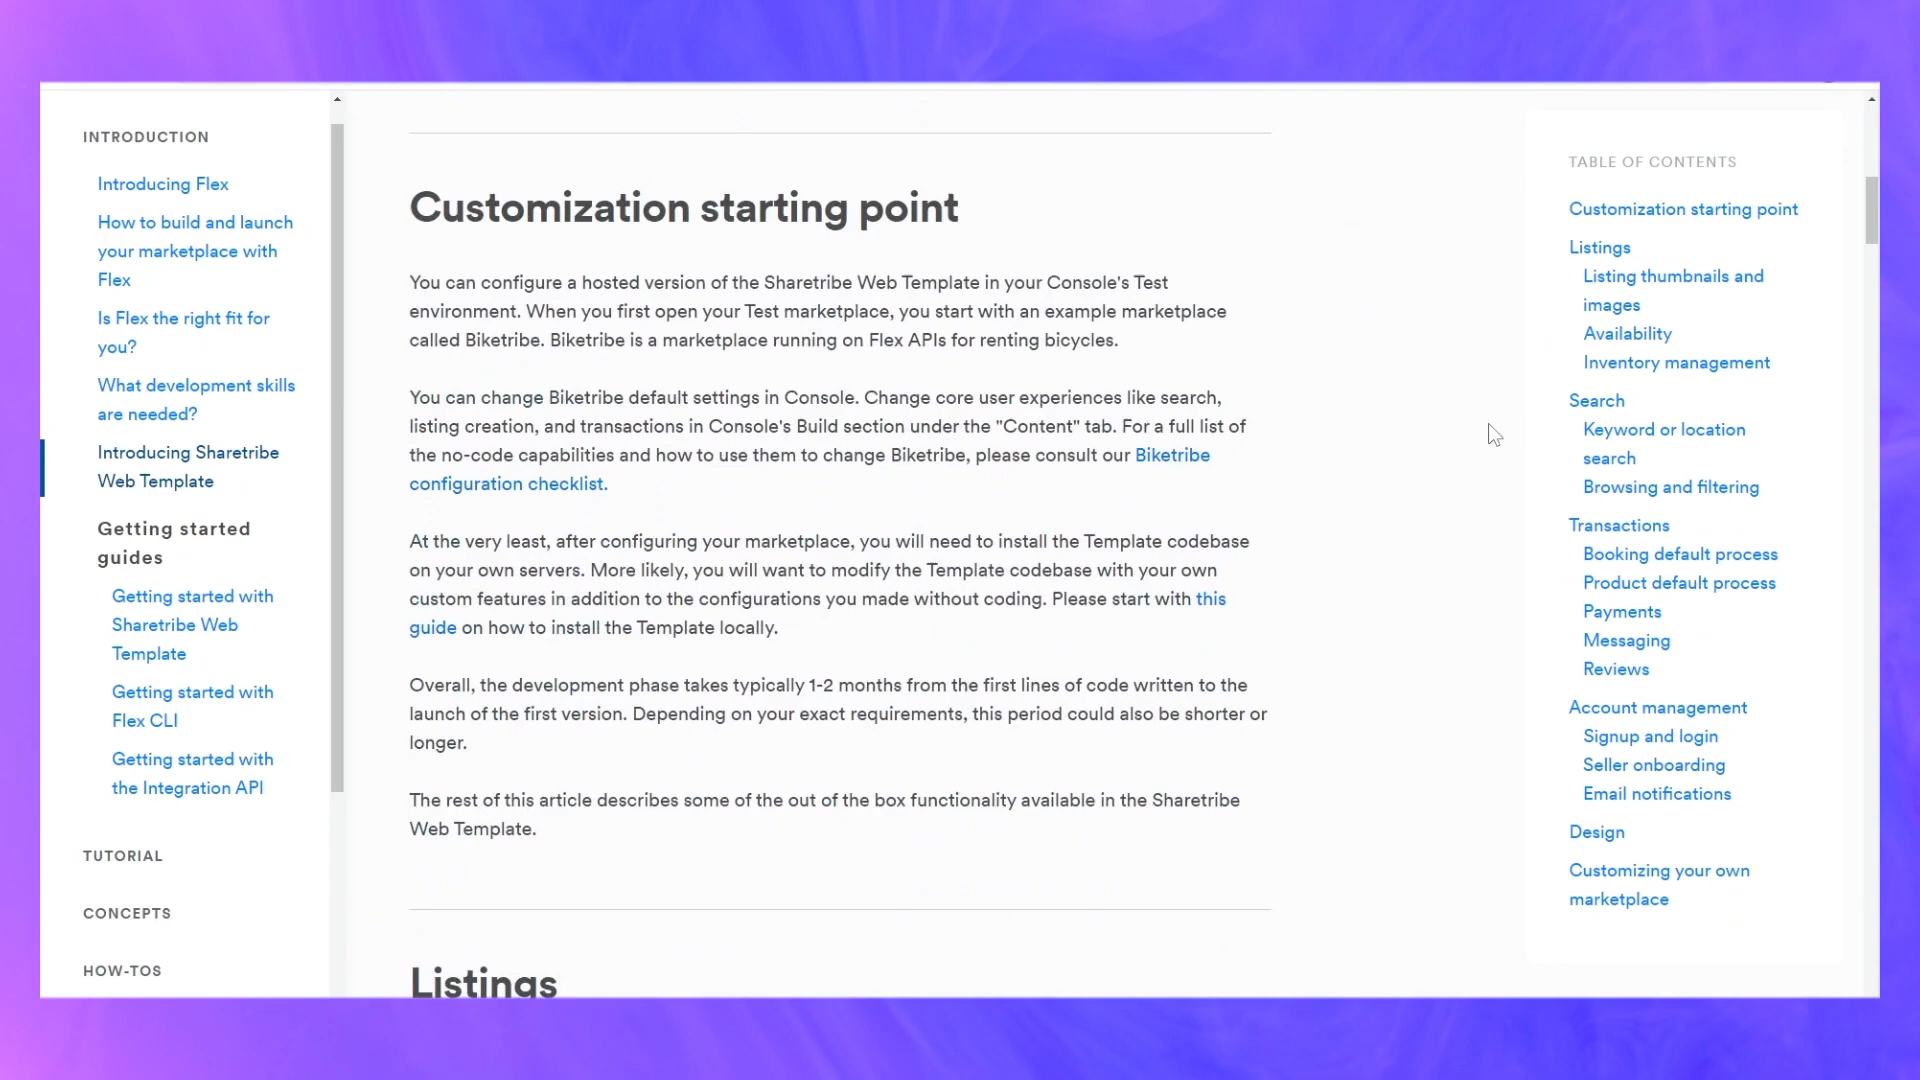 INTRODUCTION
Introducing Flex
How to build and launch
your marketplace with
Flex
Is Flex the right fit for
you?
What development skills
are needed?
Introducing Sharetribe
Web Template
Getting started
guides
Getting started with
Sharetribe Web
Template
Getting started with
Flex CLI
Getting started with
the Integration API
TUTORIAL
CONCEPTS
HOW-TOS
Customization starting point
You can configure a hosted version of the Sharetribe Web Template in your Console's Test
environment. When you first open your Test marketplace, you start with an example marketplace
called Biketribe. Biketribe is a marketplace running on Flex APIs for renting bicycles.
You can change Biketribe default settings in Console. Change core user experiences like search,
listing creation, and transactions in Console's Build section under the "Content" tab. For a full list of
the no-code capabilities and how to use them to change Biketribe, please consult our Biketribe
configuration checklist.
At the very least, after configuring your marketplace, you will need to install the Template codebase
on your own servers. More likely, you will want to modify the Template codebase with your own
custom features in addition to the configurations you made without coding. Please start with this
guide on how to install the Template locally.
Overall, the development phase takes typically 1-2 months from the first lines of code written to the
launch of the first version. Depending on your exact requirements, this period could also be shorter or
longer.
The rest of this article describes some of the out of the box functionality available in the Sharetribe
Web Template.
Listings
TABLE OF CONTENTS
Customization starting point
Listings
Listing thumbnails and
images
Availability
Inventory management
Search
Keyword or location
search
Browsing and filtering
Transactions
Booking default process
Product default process
Payments
Messaging
Reviews
Account management
Signup and login
Seller onboarding
Email notifications
Design
Customizing your own
marketplace